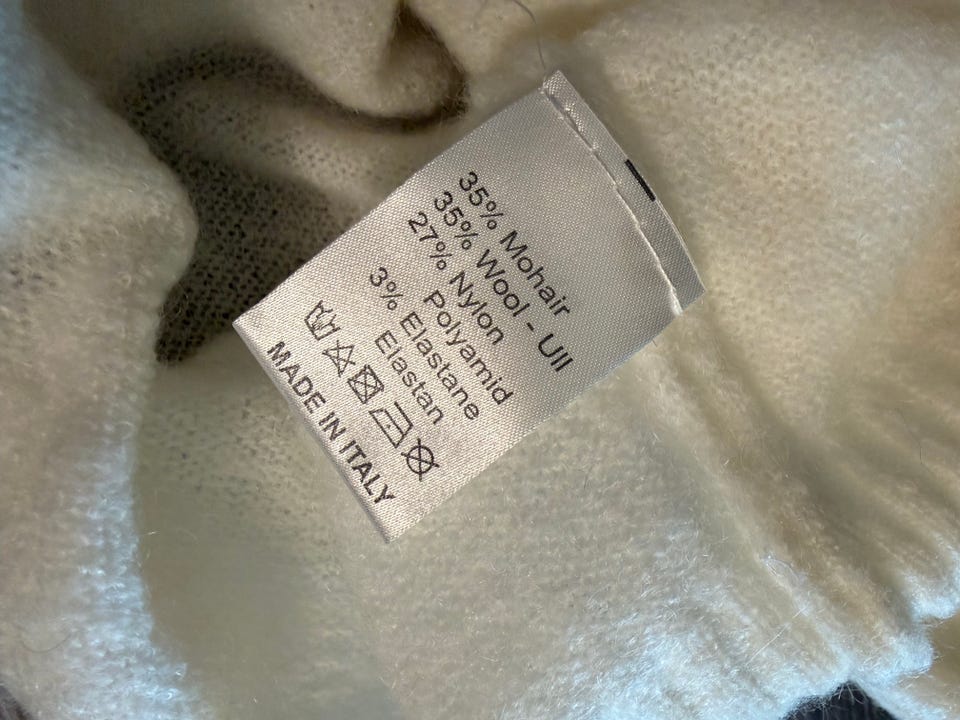 35% Mohair
35% Wool - Ull
27% Nylon
Polyamid
3% Elastane
Elastan
MADE IN ITALY